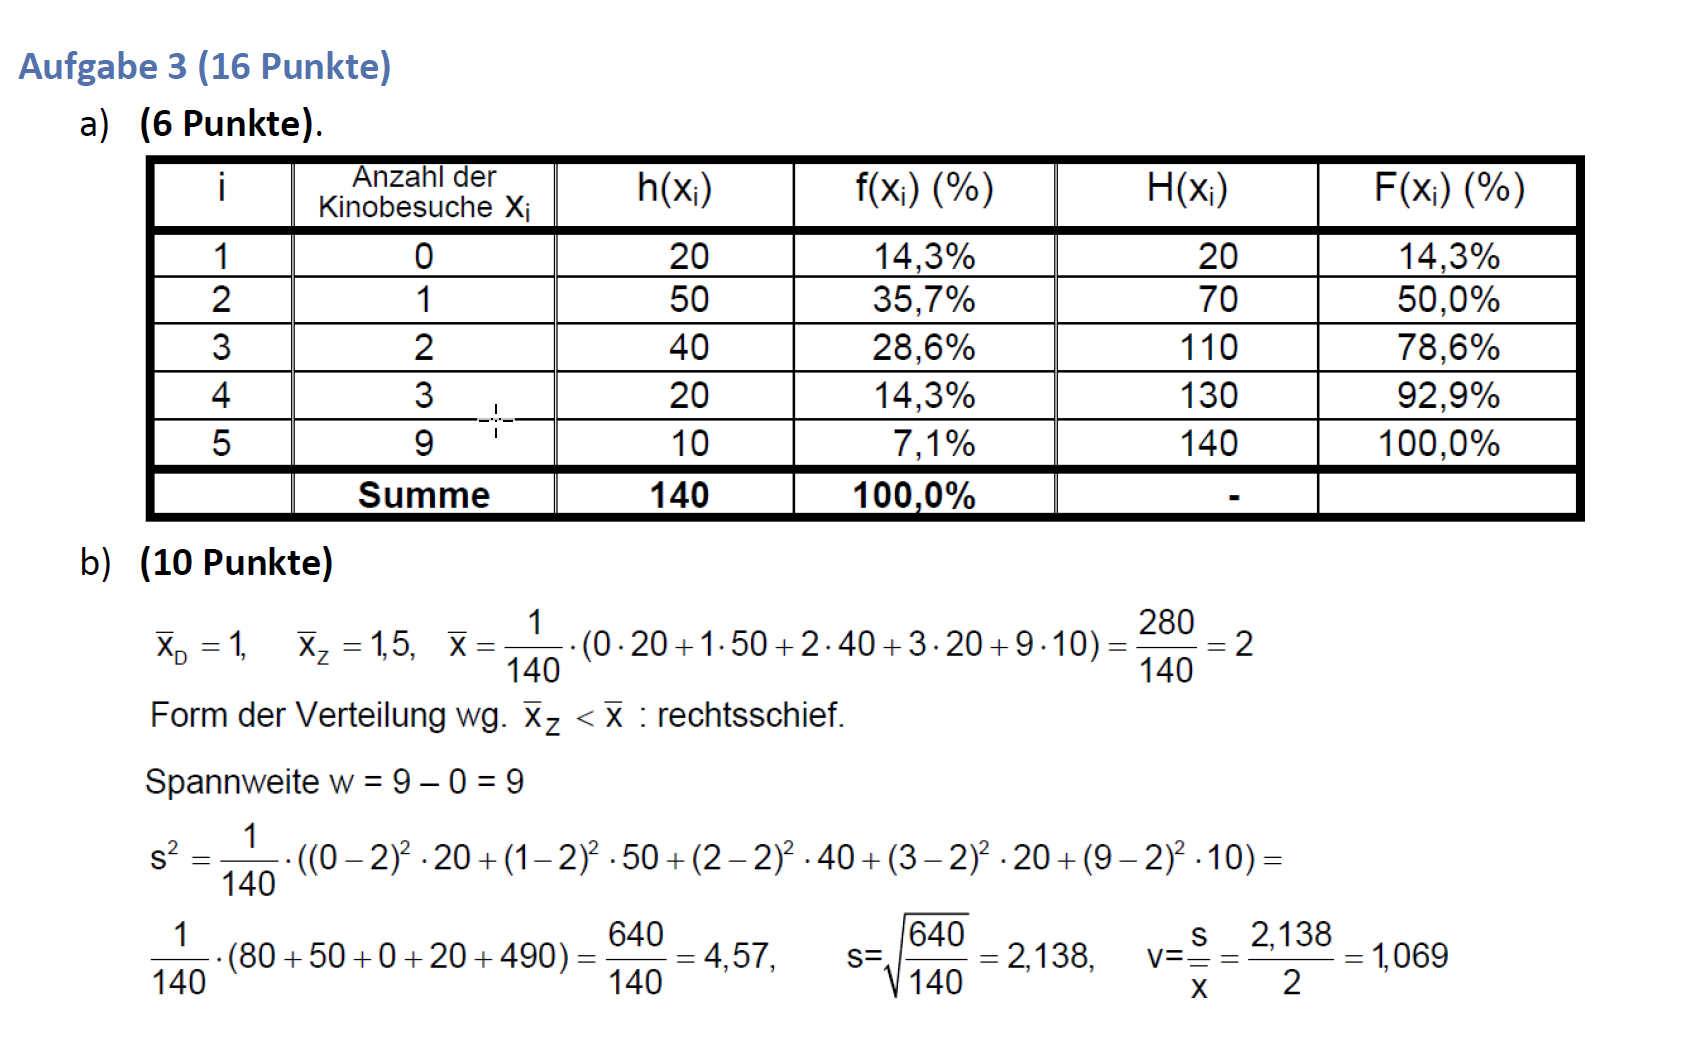 Aufgabe 3 (16 Punkte)
a) (6 Punkte).
i | Anzahl der Kinobesuche xᵢ | h(xᵢ) | f(xᵢ) (%) | H(xᵢ) | F(xᵢ) (%)
1 | 0 | 20 | 14,3% | 20 | 14,3%
2 | 1 | 50 | 35,7% | 70 | 50,0%
3 | 2 | 40 | 28,6% | 110 | 78,6%
4 | 3 | 20 | 14,3% | 130 | 92,9%
5 | 9 | 10 | 7,1% | 140 | 100,0%
Summe | 140 | 100,0% | -
b) (10 Punkte)
x̄_D = 1, x̄_Z = 1,5, x̄ = 1/140 · (0 · 20 + 1 · 50 + 2 · 40 + 3 · 20 + 9 · 10) = 280/140 = 2
Form der Verteilung wg. x̄_Z < x̄ : rechtsschief.
Spannweite w = 9 – 0 = 9
s² = 1/140 · ((0 – 2)² · 20 + (1 – 2)² · 50 + (2 – 2)² · 40 + (3 – 2)² · 20 + (9 – 2)² · 10) =
1/140 · (80 + 50 + 0 + 20 + 490) = 640/140 = 4,57, s = √(640/140) = 2,138, v = s/x̄ = 2,138/2 = 1,069